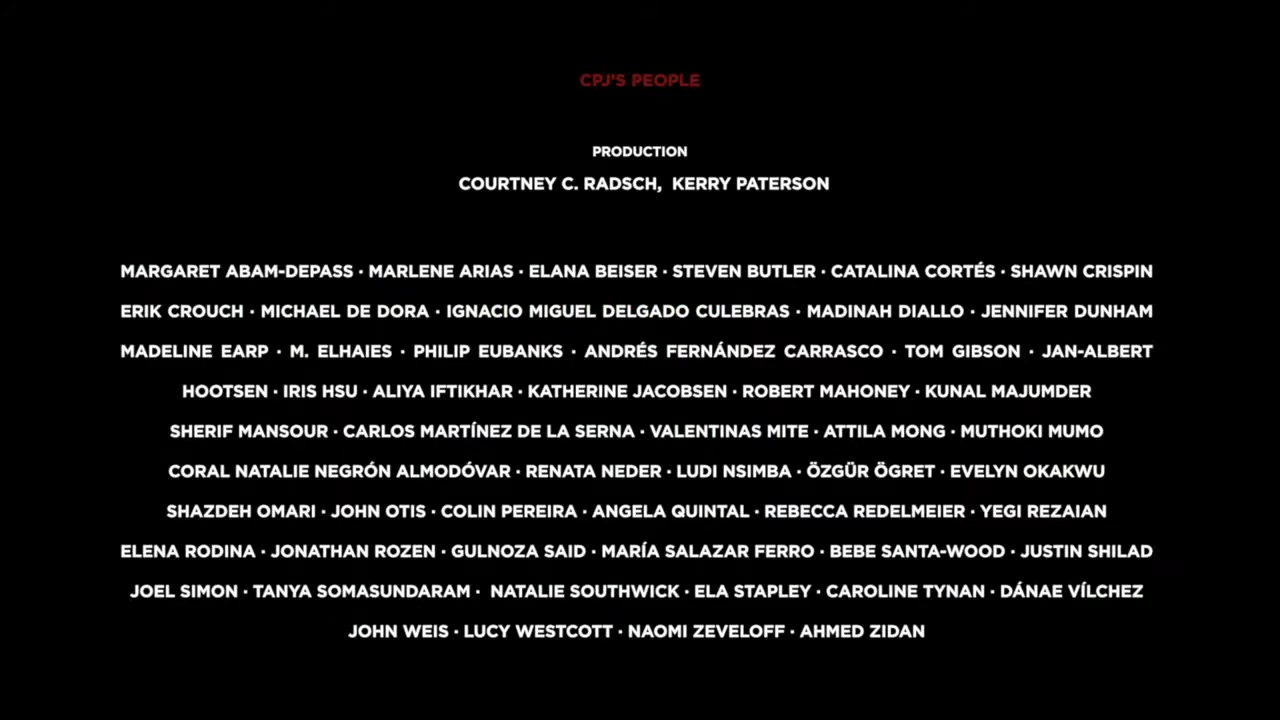 CPJ'S PEOPLE
PRODUCTION
COURTNEY C. RADSCH, KERRY PATERSON
MARGARET ABAM-DEPASS · MARLENE ARIAS · ELANA BEISER · STEVEN BUTLER · CATALINA CORTÉS · SHAWN CRISPIN
ERIK CROUCH · MICHAEL DE DORA · IGNACIO MIGUEL DELGADO CULEBRAS · MADINAH DIALLO · JENNIFER DUNHAM
MADELINE EARP · M. ELHAIES · PHILIP EUBANKS · ANDRÉS FERNÁNDEZ CARRASCO · TOM GIBSON · JAN-ALBERT
HOOTSEN · IRIS HSU · ALIYA IFTIKHAR · KATHERINE JACOBSEN · ROBERT MAHONEY · KUNAL MAJUMDER
SHERIF MANSOUR · CARLOS MARTÍNEZ DE LA SERNA · VALENTINAS MITE · ATTILA MONG · MUTHOKI MUMO
CORAL NATALIE NEGRÓN ALMODÓVAR · RENATA NEDER · LUDI NSIMBA · ÖZGÜR ÖGRET · EVELYN OKAKWU
SHAZDEH OMARI · JOHN OTIS · COLIN PEREIRA · ANGELA QUINTAL · REBECCA REDELMEIER · YEGI REZAIAN
ELENA RODINA · JONATHAN ROZEN · GULNOZA SAID · MARÍA SALAZAR FERRO · BEBE SANTA-WOOD · JUSTIN SHILAD
JOEL SIMON · TANYA SOMASUNDARAM · NATALIE SOUTHWICK · ELA STAPLEY · CAROLINE TYNAN · DÁNAE VÍLCHEZ
JOHN WEIS · LUCY WESTCOTT · NAOMI ZEVELOFF · AHMED ZIDAN